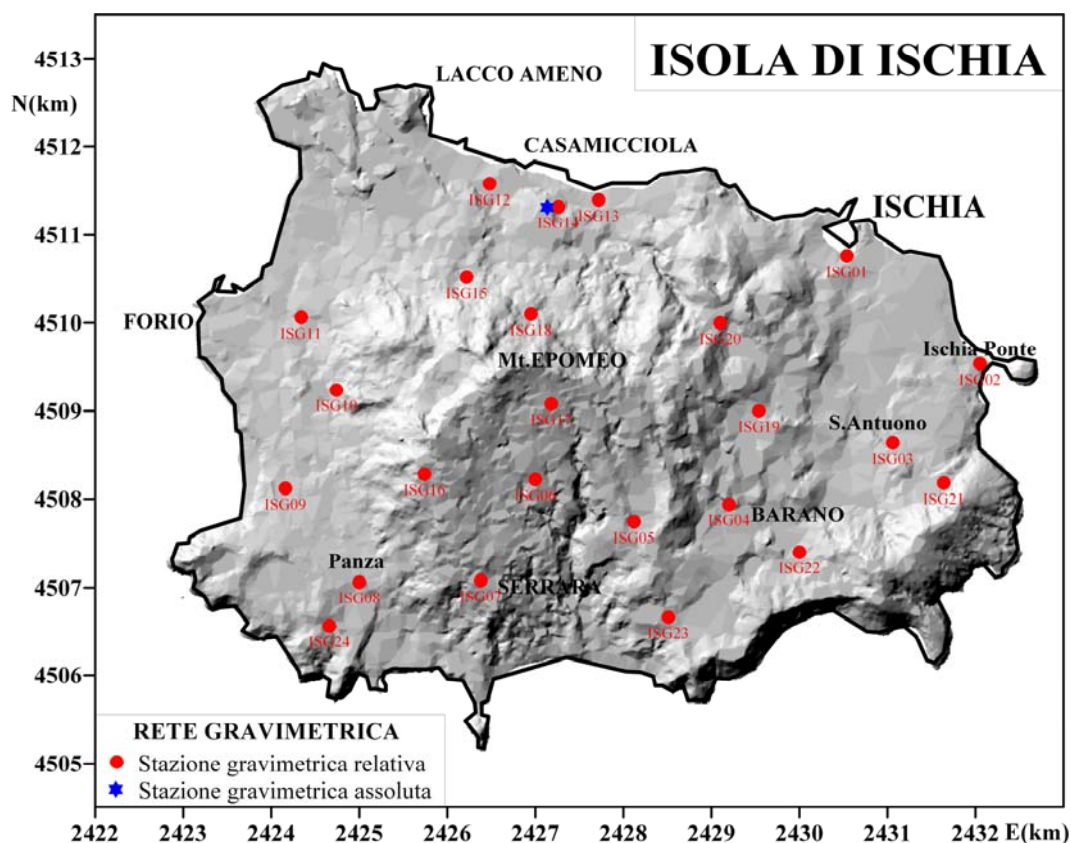 ISOLA DI ISCHIA
4513
LACCO AMENO
N(km)
4512
CASAMICCIOLA
ISG12
ISG14
ISG13
ISCHIA
4511
ISG01
ISG15
FORIO
4510
ISG11
ISG18
ISG20
Ischia Ponte
Mt.EPOMEO
ISG02
ISG10
4509
ISG17
ISG19
S.Antuono
ISG03
ISG16
ISG06
ISG21
4508
ISG09
ISG04
BARANO
ISG05
Panza
ISG22
4507
ISG08
ISG07
SERRARA
ISG24
ISG23
4506
RETE GRAVIMETRICA
Stazione gravimetrica relativa
4505
Stazione gravimetrica assoluta
2422 2423 2424 2425 2426 2427 2428 2429 2430 2431 2432 E(km)